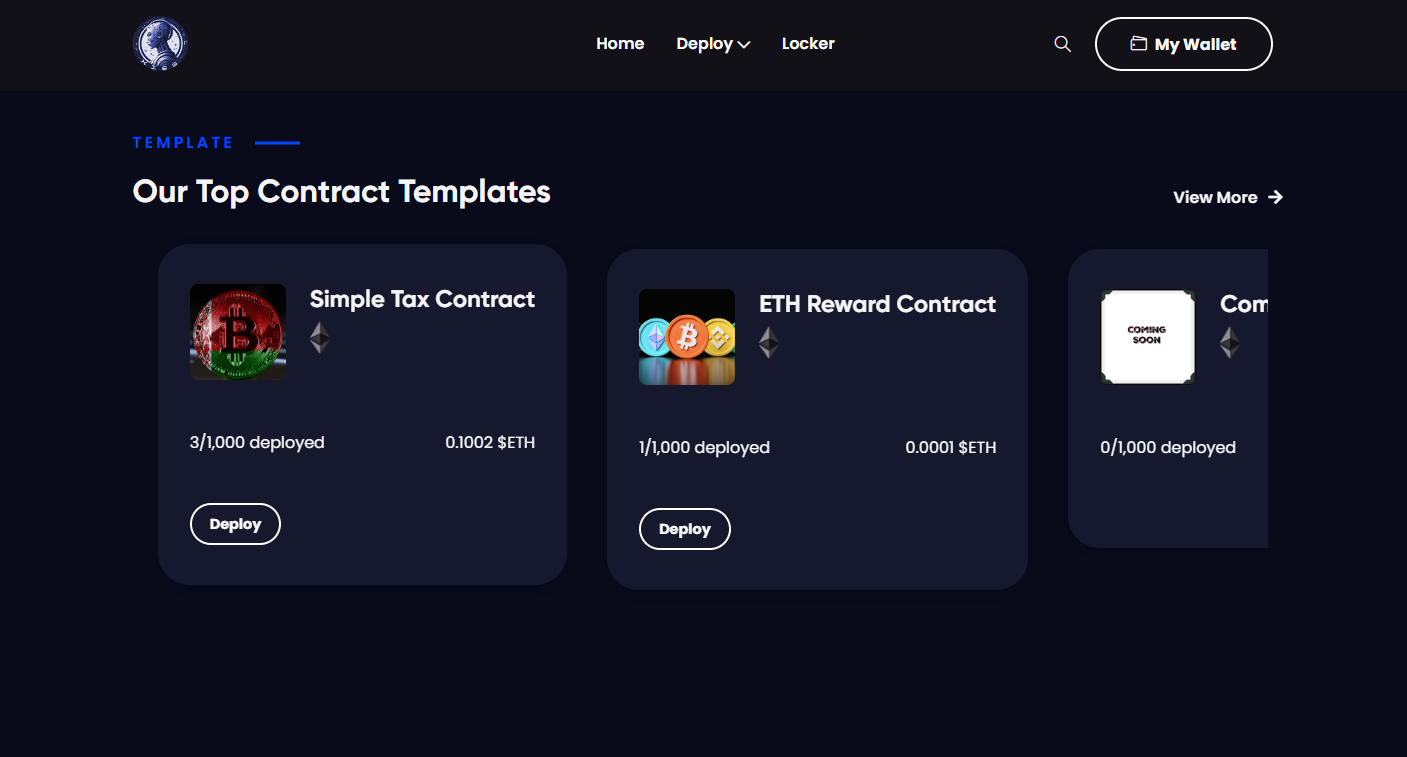 Home
Deploy
Locker
My Wallet
TEMPLATE
Our Top Contract Templates
View More
Simple Tax Contract
3/1,000 deployed
0.1002 $ETH
Deploy
ETH Reward Contract
1/1,000 deployed
0.0001 $ETH
Deploy
COMING
SOON
Com
0/1,000 deployed